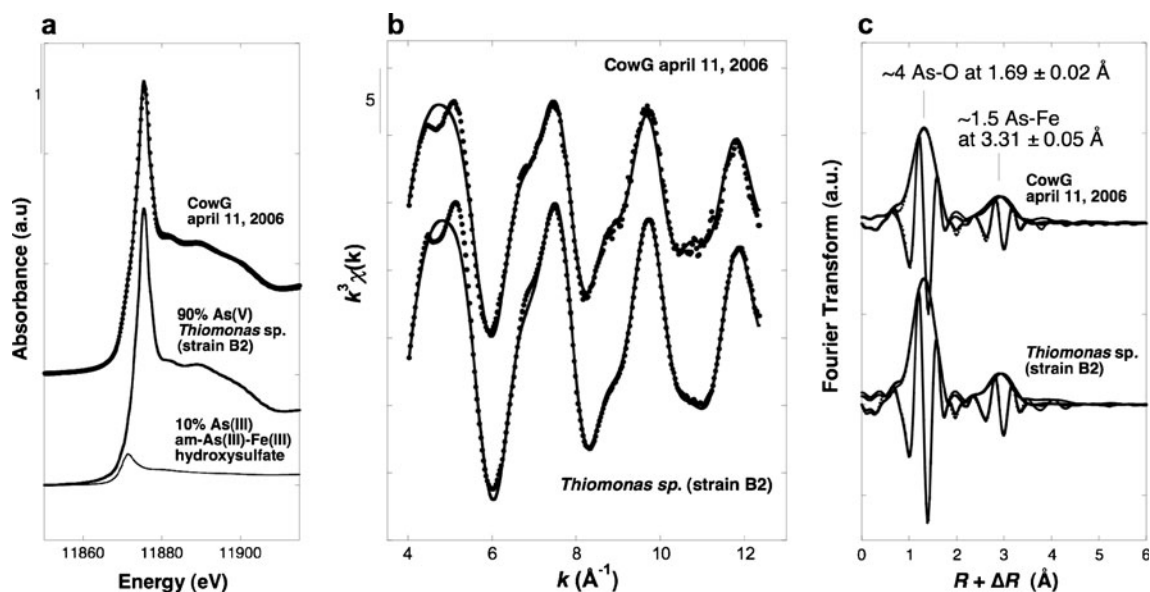 a
1
CowG
april 11, 2006
90% As(V)
Thiomonas sp.
(strain B2)
10% As(III)
am-As(III)-Fe(III)
hydroxysulfate
Absorbance (a.u)
11860 11880 11900
Energy (eV)
b
5
CowG april 11, 2006
Thiomonas sp. (strain B2)
k³χ(k)
4 6 8 10 12
k (Å⁻¹)
c
~4 As-O at 1.69 ± 0.02 Å
~1.5 As-Fe
at 3.31 ± 0.05 Å
CowG
april 11, 2006
Thiomonas sp.
(strain B2)
Fourier Transform (a.u.)
0 1 2 3 4 5 6
R + ΔR (Å)